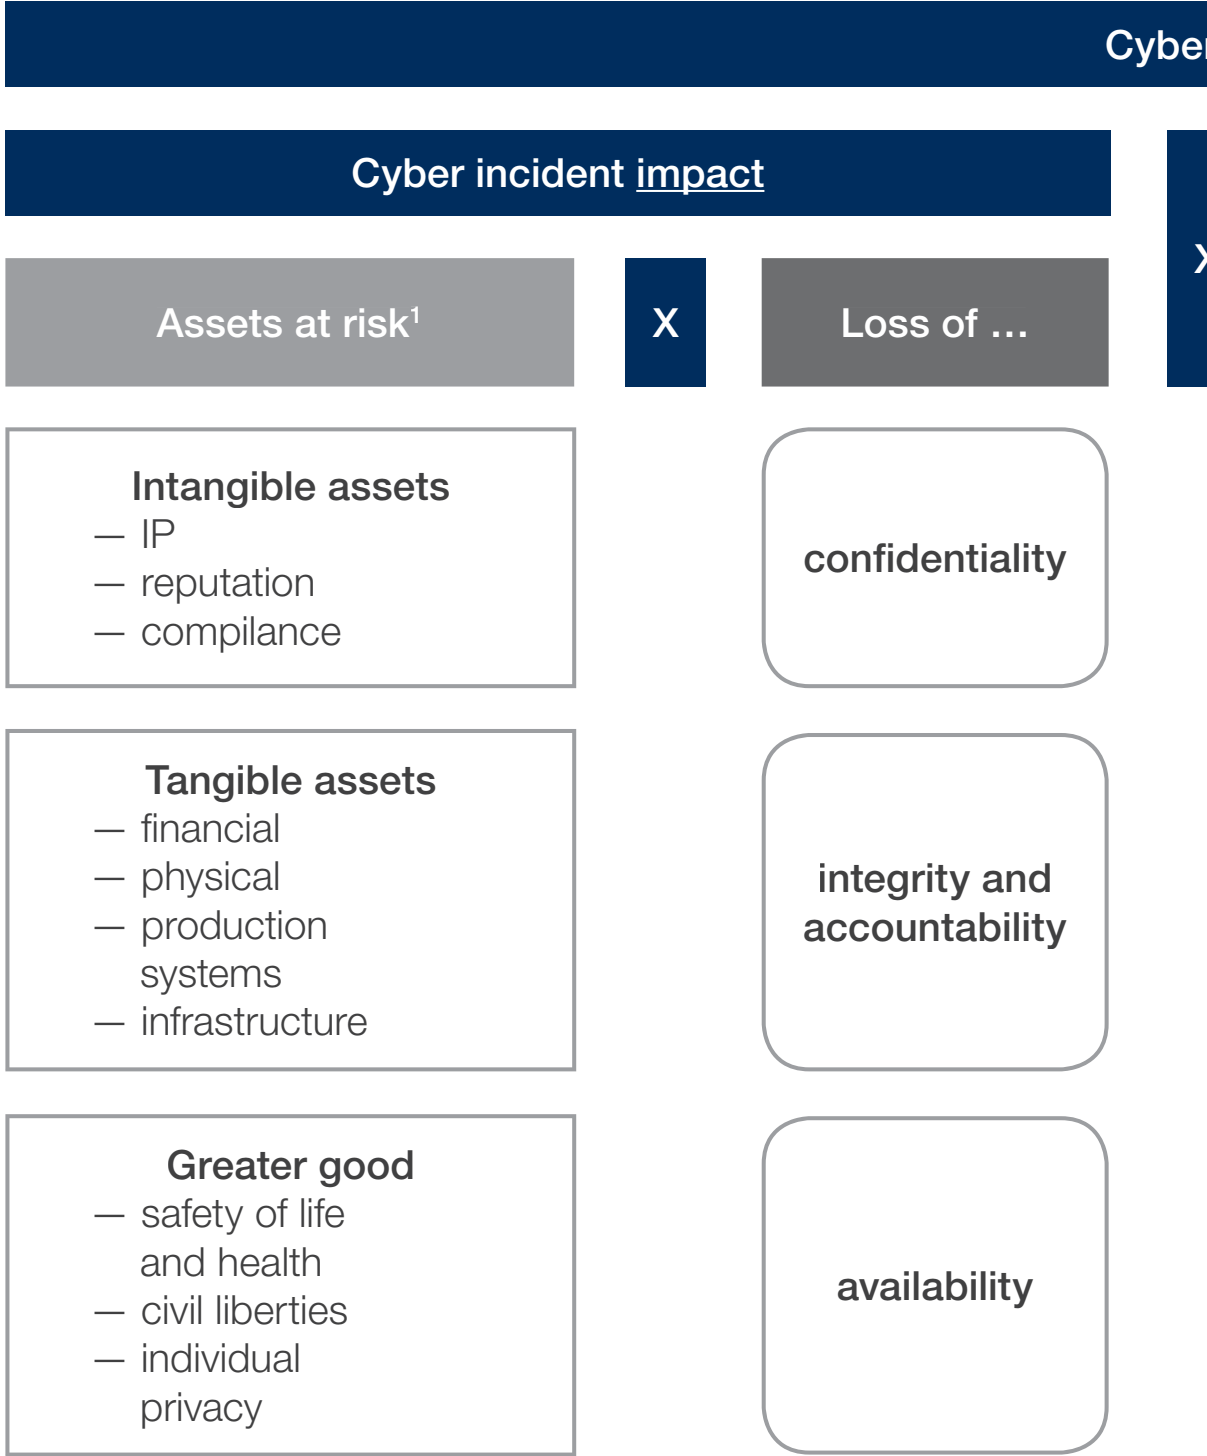 Cyber
Cyber incident impact
X
Assets at risk¹
X
Loss of …
Intangible assets
— IP
— reputation
— compilance
confidentiality
Tangible assets
— financial
— physical
— production
systems
— infrastructure
integrity and
accountability
Greater good
— safety of life
and health
— civil liberties
— individual
privacy
availability